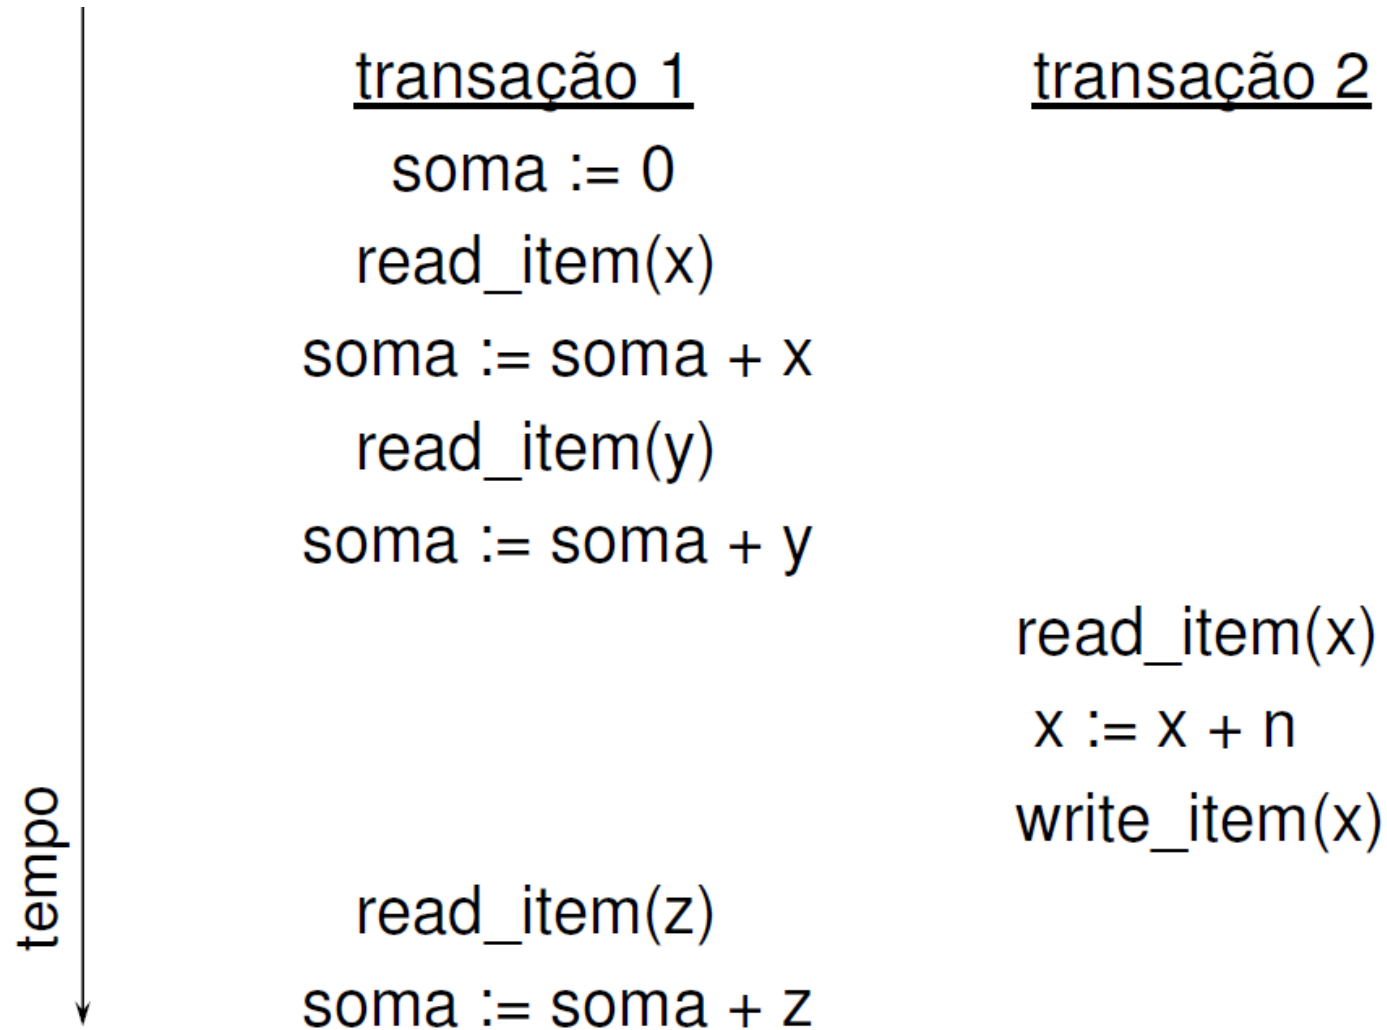 transação 1 transação 2
soma := 0
read_item(x)
soma := soma + x
read_item(y)
soma := soma + y
read_item(x)
x := x + n
write_item(x)
read_item(z)
soma := soma + z
tempo